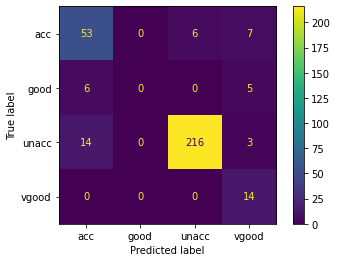 acc 53 0 6 7
good 6 0 0 5
unacc 14 0 216 3
vgood 0 0 0 14
acc good unacc vgood
Predicted label
True label
200
175
150
125
100
75
50
25
0